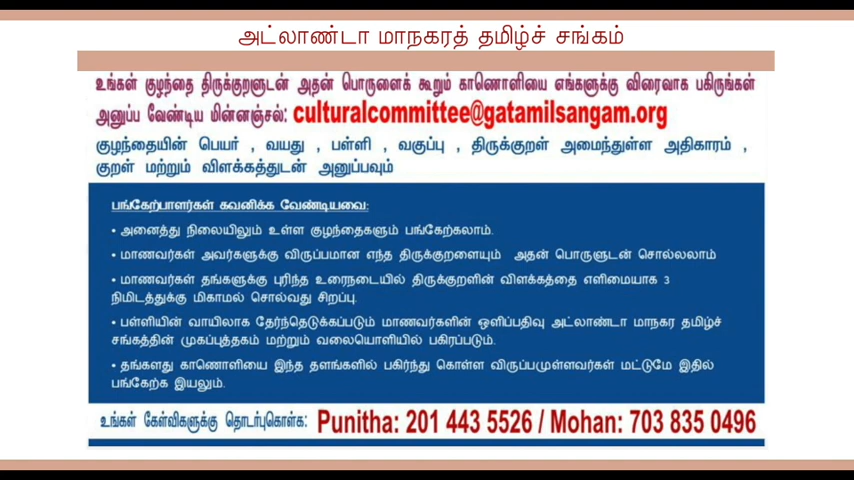 அட்லாண்டா மாநகரத் தமிழ்ச் சங்கம்
உங்கள் குழந்தை திருக்குறளுடன் அதன் பொருளைக் கூறும் காணொளியை எங்களுக்கு விரைவாக பகிருங்கள்
அனுப்ப வேண்டிய மின்னஞ்சல்: culturalcommittee@gatamilsangam.org
குழந்தையின் பெயர் , வயது , பள்ளி , வகுப்பு , திருக்குறள் அமைந்துள்ள அதிகாரம் ,
குறள் மற்றும் விளக்கத்துடன் அனுப்பவும்
பங்கேற்பாளர்கள் கவனிக்க வேண்டியவை:
• அனைத்து நிலையிலும் உள்ள குழந்தைகளும் பங்கேற்கலாம்.
• மாணவர்கள் அவர்களுக்கு விருப்பமான எந்த திருக்குறளையும் அதன் பொருளுடன் சொல்லலாம்
• மாணவர்கள் தங்களுக்கு புரிந்த உரைநடையில் திருக்குறளின் விளக்கத்தை எளிமையாக 3
நிமிடத்துக்கு மிகாமல் சொல்வது சிறப்பு.
• பள்ளியின் வாயிலாக தேர்ந்தெடுக்கப்படும் மாணவர்களின் ஒளிப்பதிவு அட்லாண்டா மாநகர தமிழ்ச்
சங்கத்தின் முகப்புத்தகம் மற்றும் வலையொளியில் பகிரப்படும்.
• தங்களது காணொளியை இந்த தளங்களில் பகிர்ந்து கொள்ள விருப்பமுள்ளவர்கள் மட்டுமே இதில்
பங்கேற்க இயலும்.
உங்கள் கேள்விகளுக்கு தொடர்புகொள்க: Punitha: 201 443 5526 / Mohan: 703 835 0496